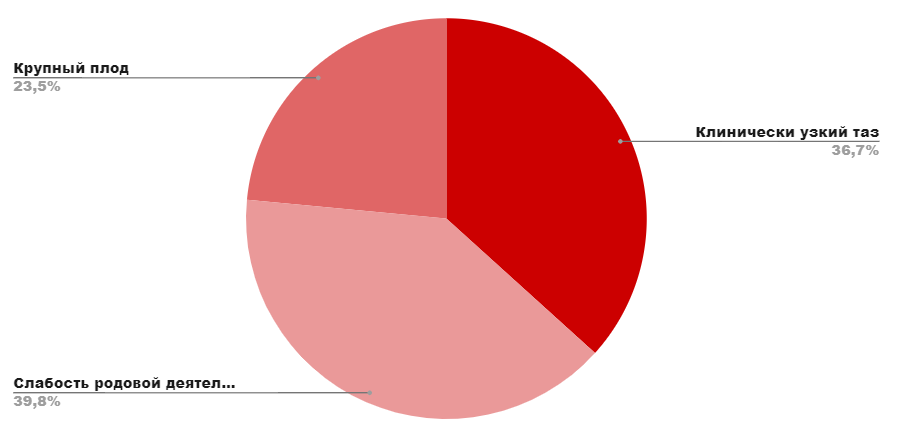 Крупный плод
23,5%
Клинически узкий таз
36,7%
Слабость родовой деятел...
39,8%